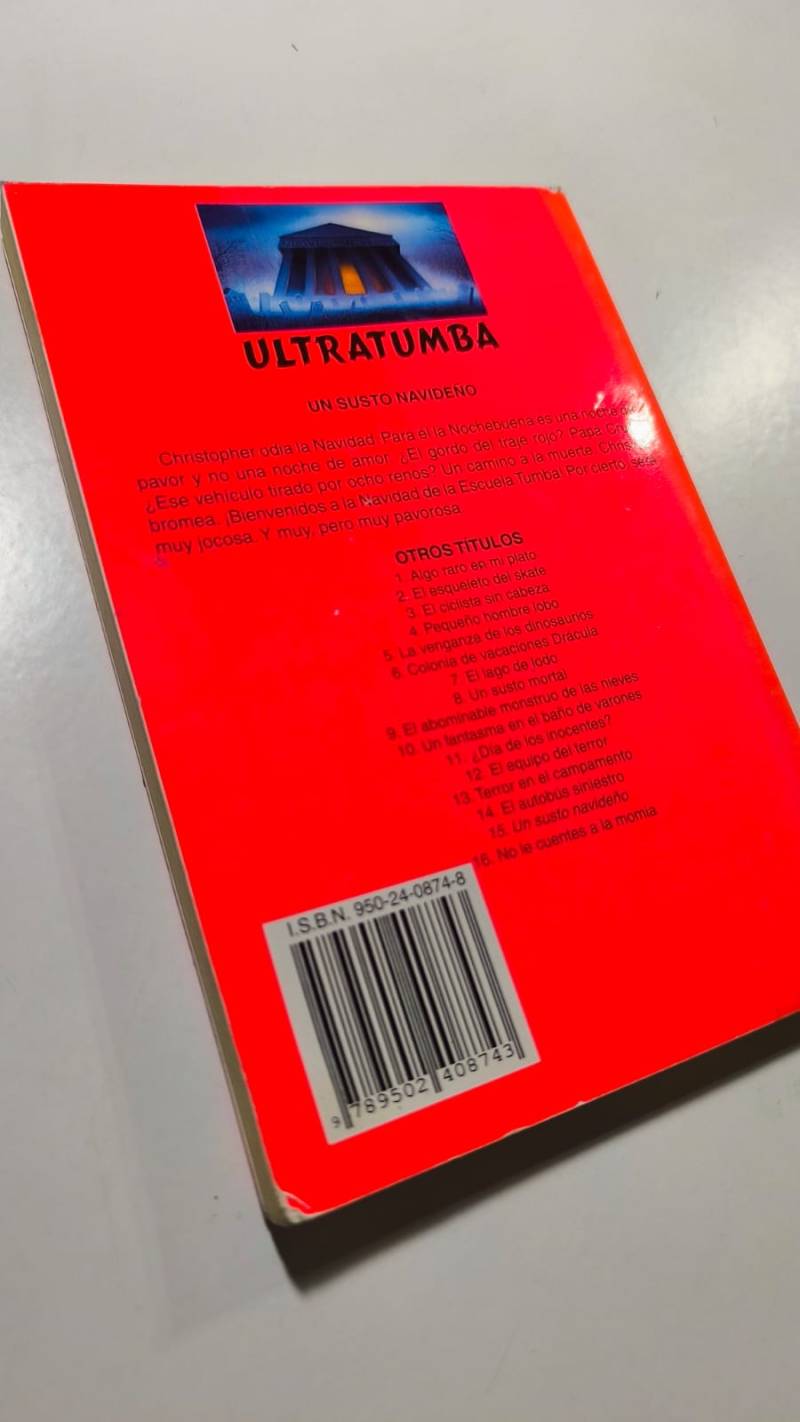 ULTRATUMBA
UN SUSTO NAVIDEÑO
Christopher odia la Navidad. Para él la Nochebuena es una noche de
pavor y no una noche de amor. ¿El gordo del traje rojo? Papá
¿Ese vehículo tirado por ocho renos? Un camino a la muerte.
bromea. ¡Bienvenidos a la Navidad de la Escuela Tumba! Por cierto, será
muy jocosa. Y muy, pero muy pavorosa.
OTROS TÍTULOS
1. Algo raro en mi plato
2. El esqueleto del skate
3. El ciclista sin cabeza
4. Pequeño hombre lobo
5. La venganza de los dinosaurios
6. Colonia de vacaciones Drácula
7. El lago de lodo
8. Un susto mortal
9. El abominable monstruo de las nieves
10. Un fantasma en el baño de varones
11. ¿Día de los inocentes?
12. El equipo del terror
13. Terror en el campamento
14. El autobús siniestro
15. Un susto navideño
16. No le cuentes a la momia
I.S.B.N. 950-24-0874-8
9 789502 408743